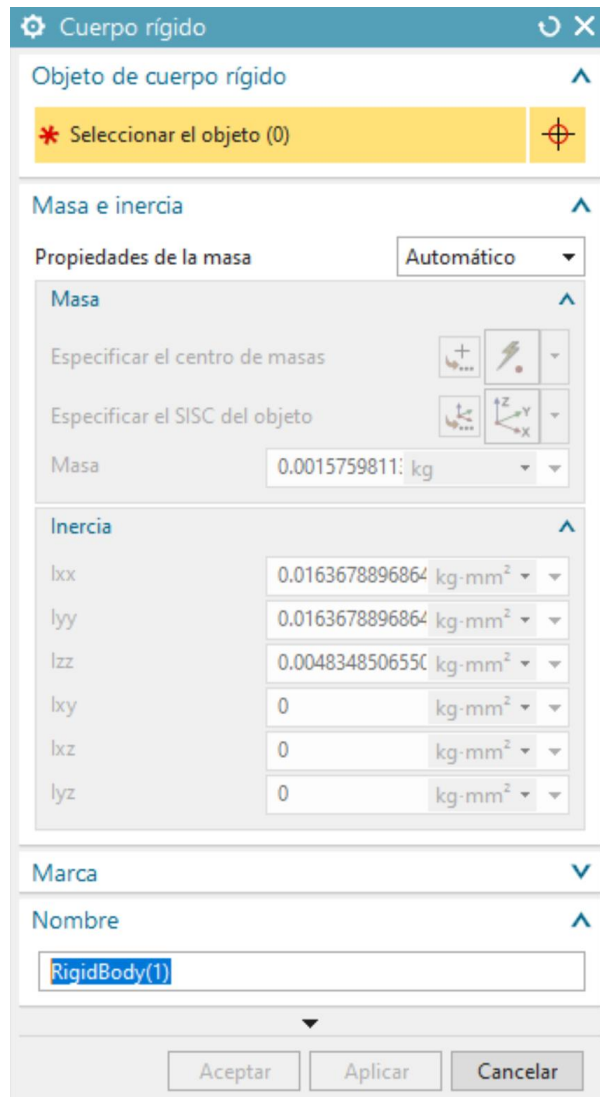 Cuerpo rígido
Objeto de cuerpo rígido
* Seleccionar el objeto (0)
Masa e inercia
Propiedades de la masa Automático
Masa
Especificar el centro de masas
Especificar el SISC del objeto
Z Y X
Masa 0.0015759811 kg
Inercia
Ixx 0.0163678896864 kg·mm²
Iyy 0.0163678896864 kg·mm²
Izz 0.004834850655 kg·mm²
Ixy 0 kg·mm²
Ixz 0 kg·mm²
Iyz 0 kg·mm²
Marca
Nombre
RigidBody(1)
Aceptar Aplicar Cancelar